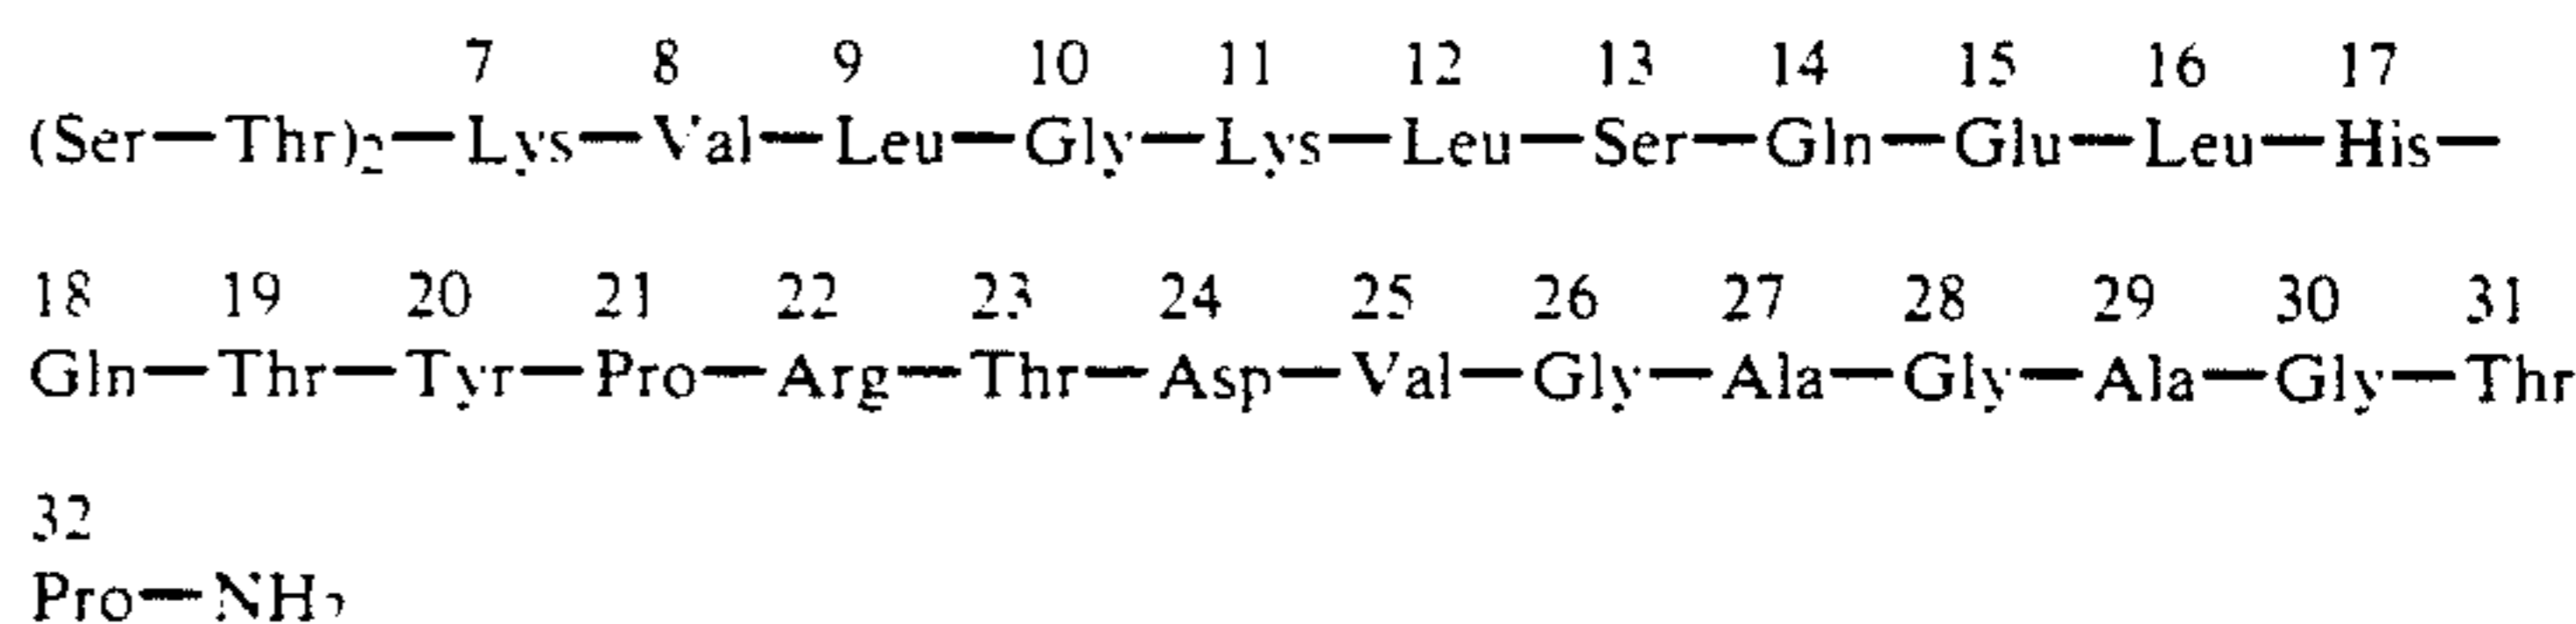 7 8 9 10 11 12 13 14 15 16 17
(Ser—Thr)₂—Lys—Val—Leu—Gly—Lys—Leu—Ser—Gln—Glu—Leu—His—
18 19 20 21 22 23 24 25 26 27 28 29 30 31
Gln—Thr—Tyr—Pro—Arg—Thr—Asp—Val—Gly—Ala—Gly—Ala—Gly—Thr
32
Pro—NH₂